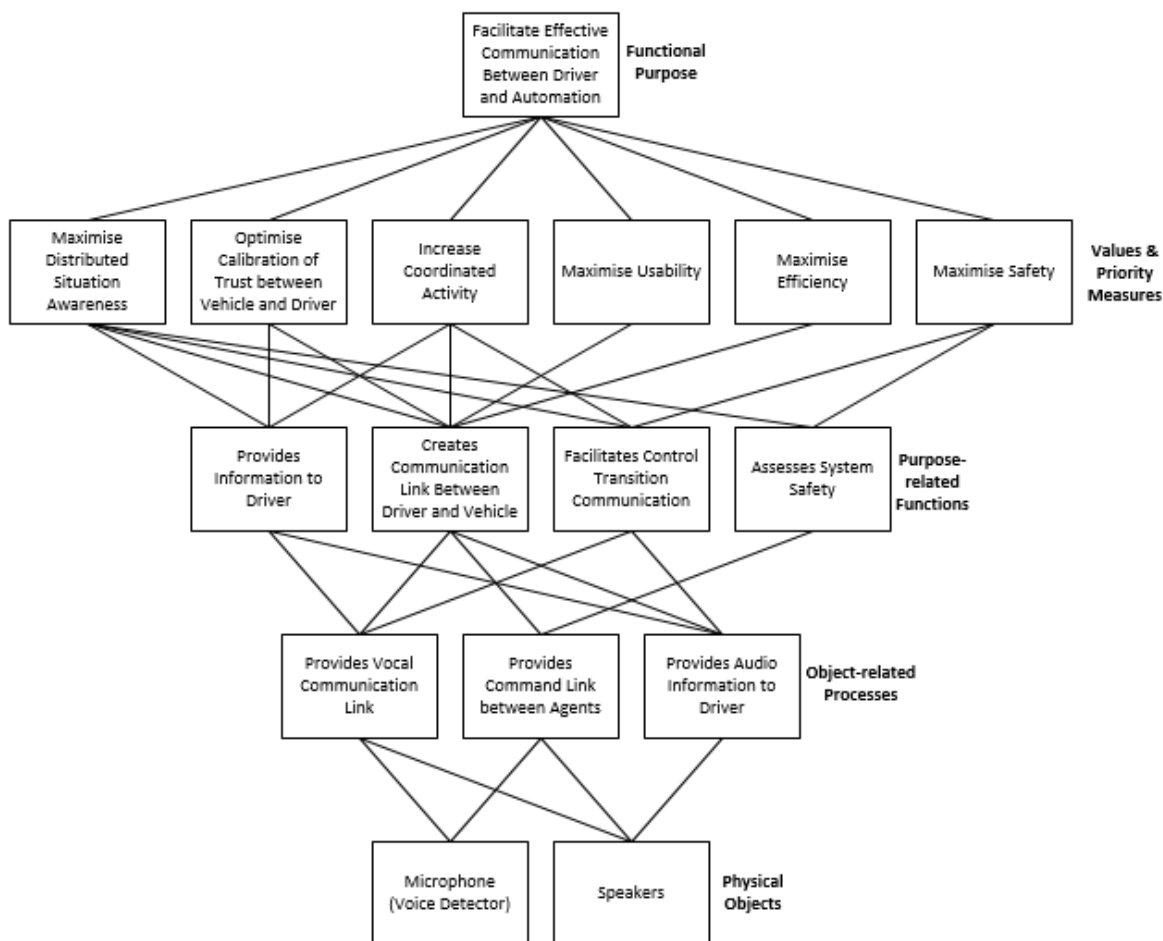 Facilitate Effective
Communication
Between Driver
and Automation
Functional
Purpose
Maximise
Distributed
Situation
Awareness
Optimise
Calibration of
Trust between
Vehicle and Driver
Increase
Coordinated
Activity
Maximise Usability
Maximise
Efficiency
Maximise Safety
Values &
Priority
Measures
Provides
Information to
Driver
Creates
Communication
Link Between
Driver and Vehicle
Facilitates Control
Transition
Communication
Assesses System
Safety
Purpose-
related
Functions
Provides Vocal
Communication
Link
Provides
Command Link
between Agents
Provides Audio
Information to
Driver
Object-related
Processes
Microphone
(Voice Detector)
Speakers
Physical
Objects